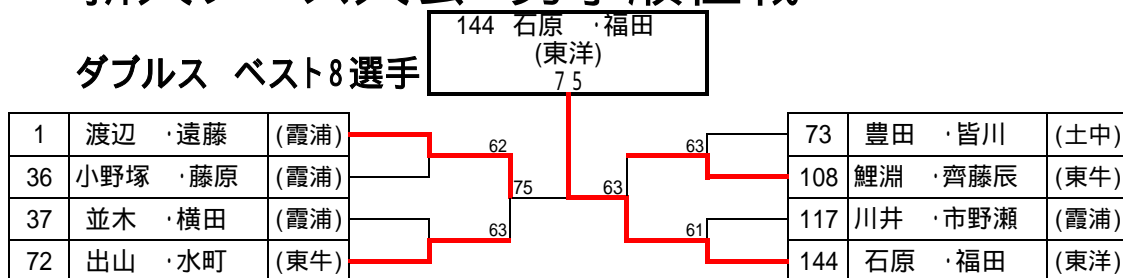 144 石原 ・福田
(東洋)
7 5
ダブルス ベスト8選手
1 渡辺 ・遠藤 (霞浦)
36 小野塚 ・藤原 (霞浦)
37 並木 ・横田 (霞浦)
72 出山 ・水町 (東牛)
62
63
75
63
63
61
73 豊田 ・皆川 (土中)
108 鯉淵 ・齊藤辰 (東牛)
117 川井 ・市野瀬 (霞浦)
144 石原 ・福田 (東洋)